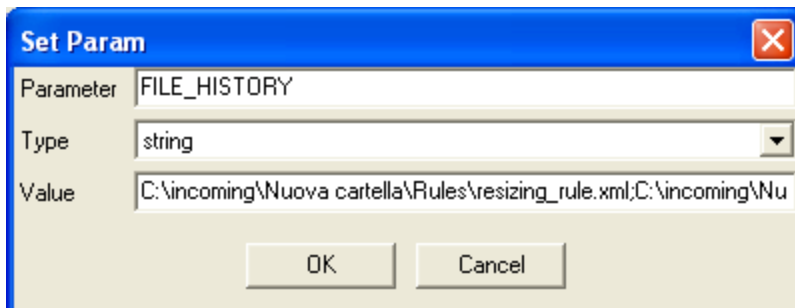 Set Param
Parameter FILE_HISTORY
Type string
Value C:\incoming\Nuova cartella\Rules\resizing_rule.xml;C:\incoming\Nu
OK Cancel